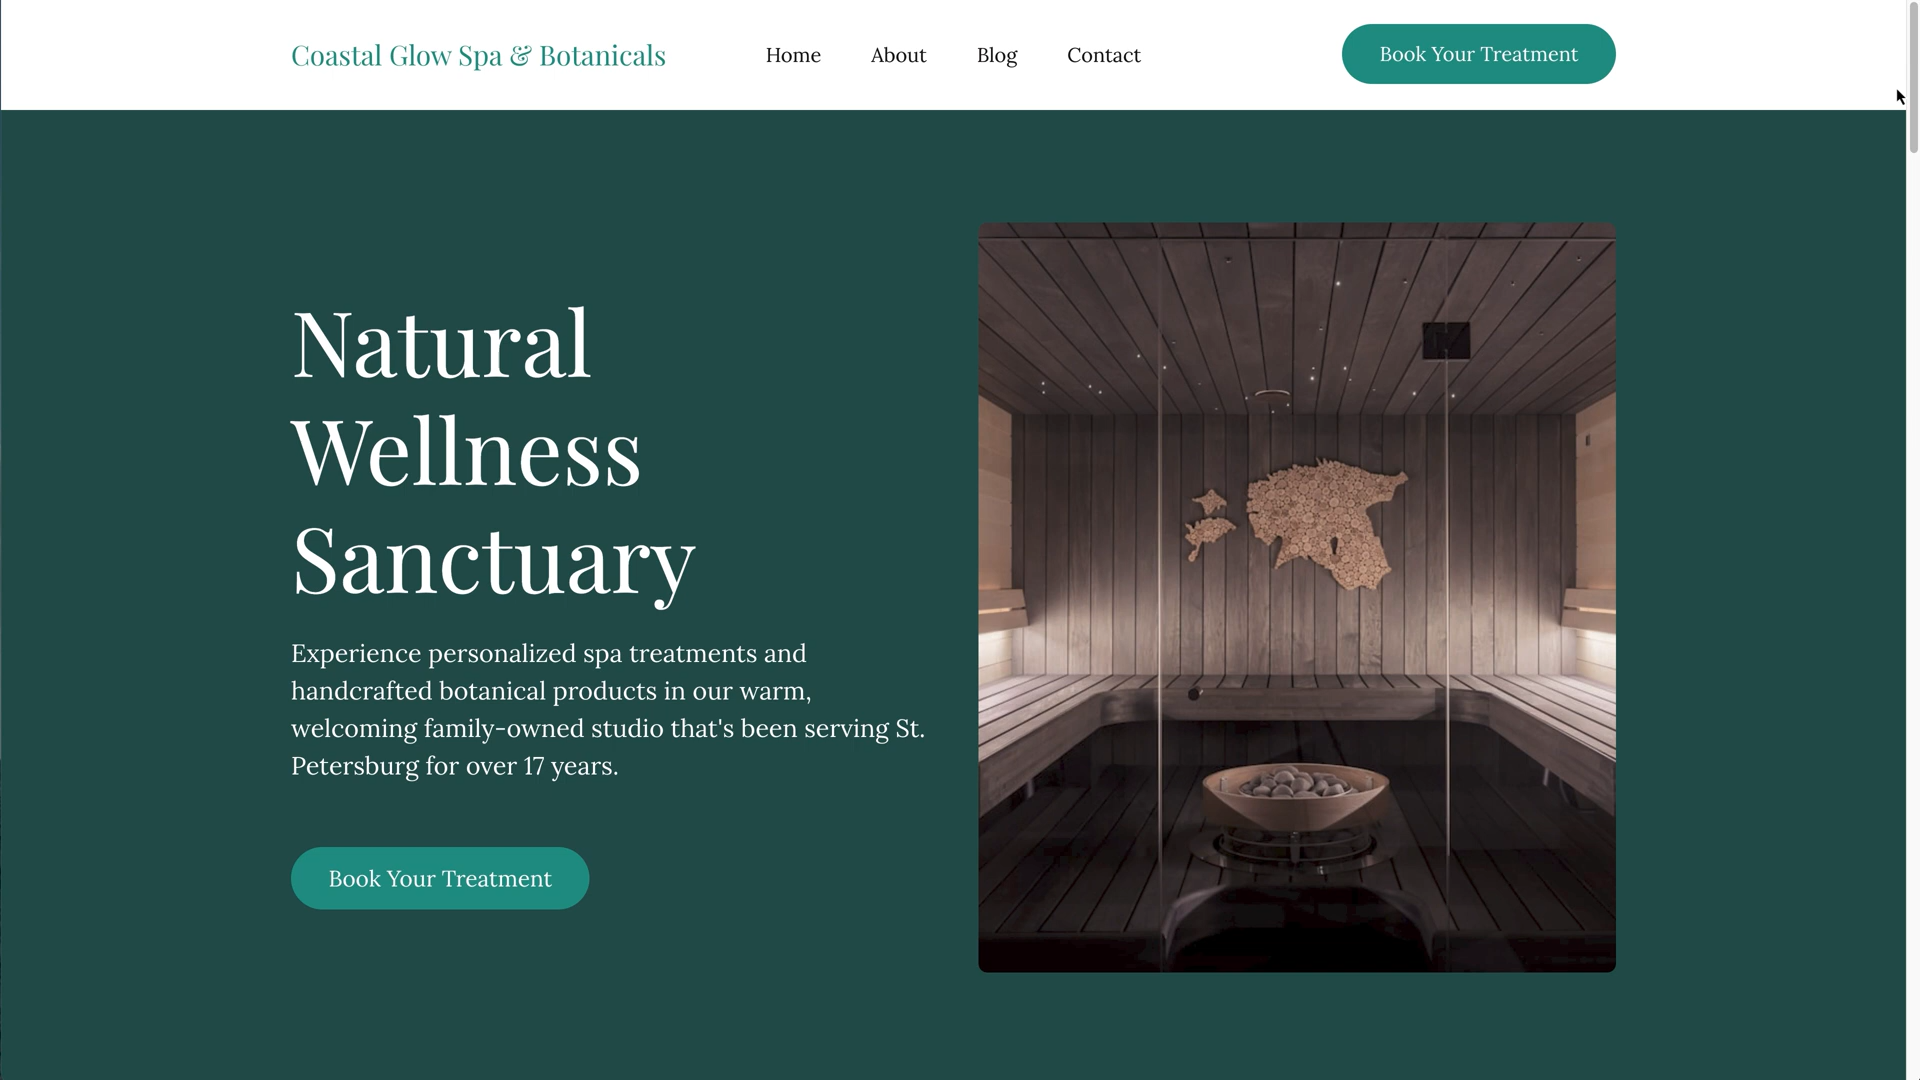 Coastal Glow Spa & Botanicals
Home
About
Blog
Contact
Book Your Treatment
Natural
Wellness
Sanctuary
Experience personalized spa treatments and
handcrafted botanical products in our warm,
welcoming family-owned studio that's been serving St.
Petersburg for over 17 years.
Book Your Treatment